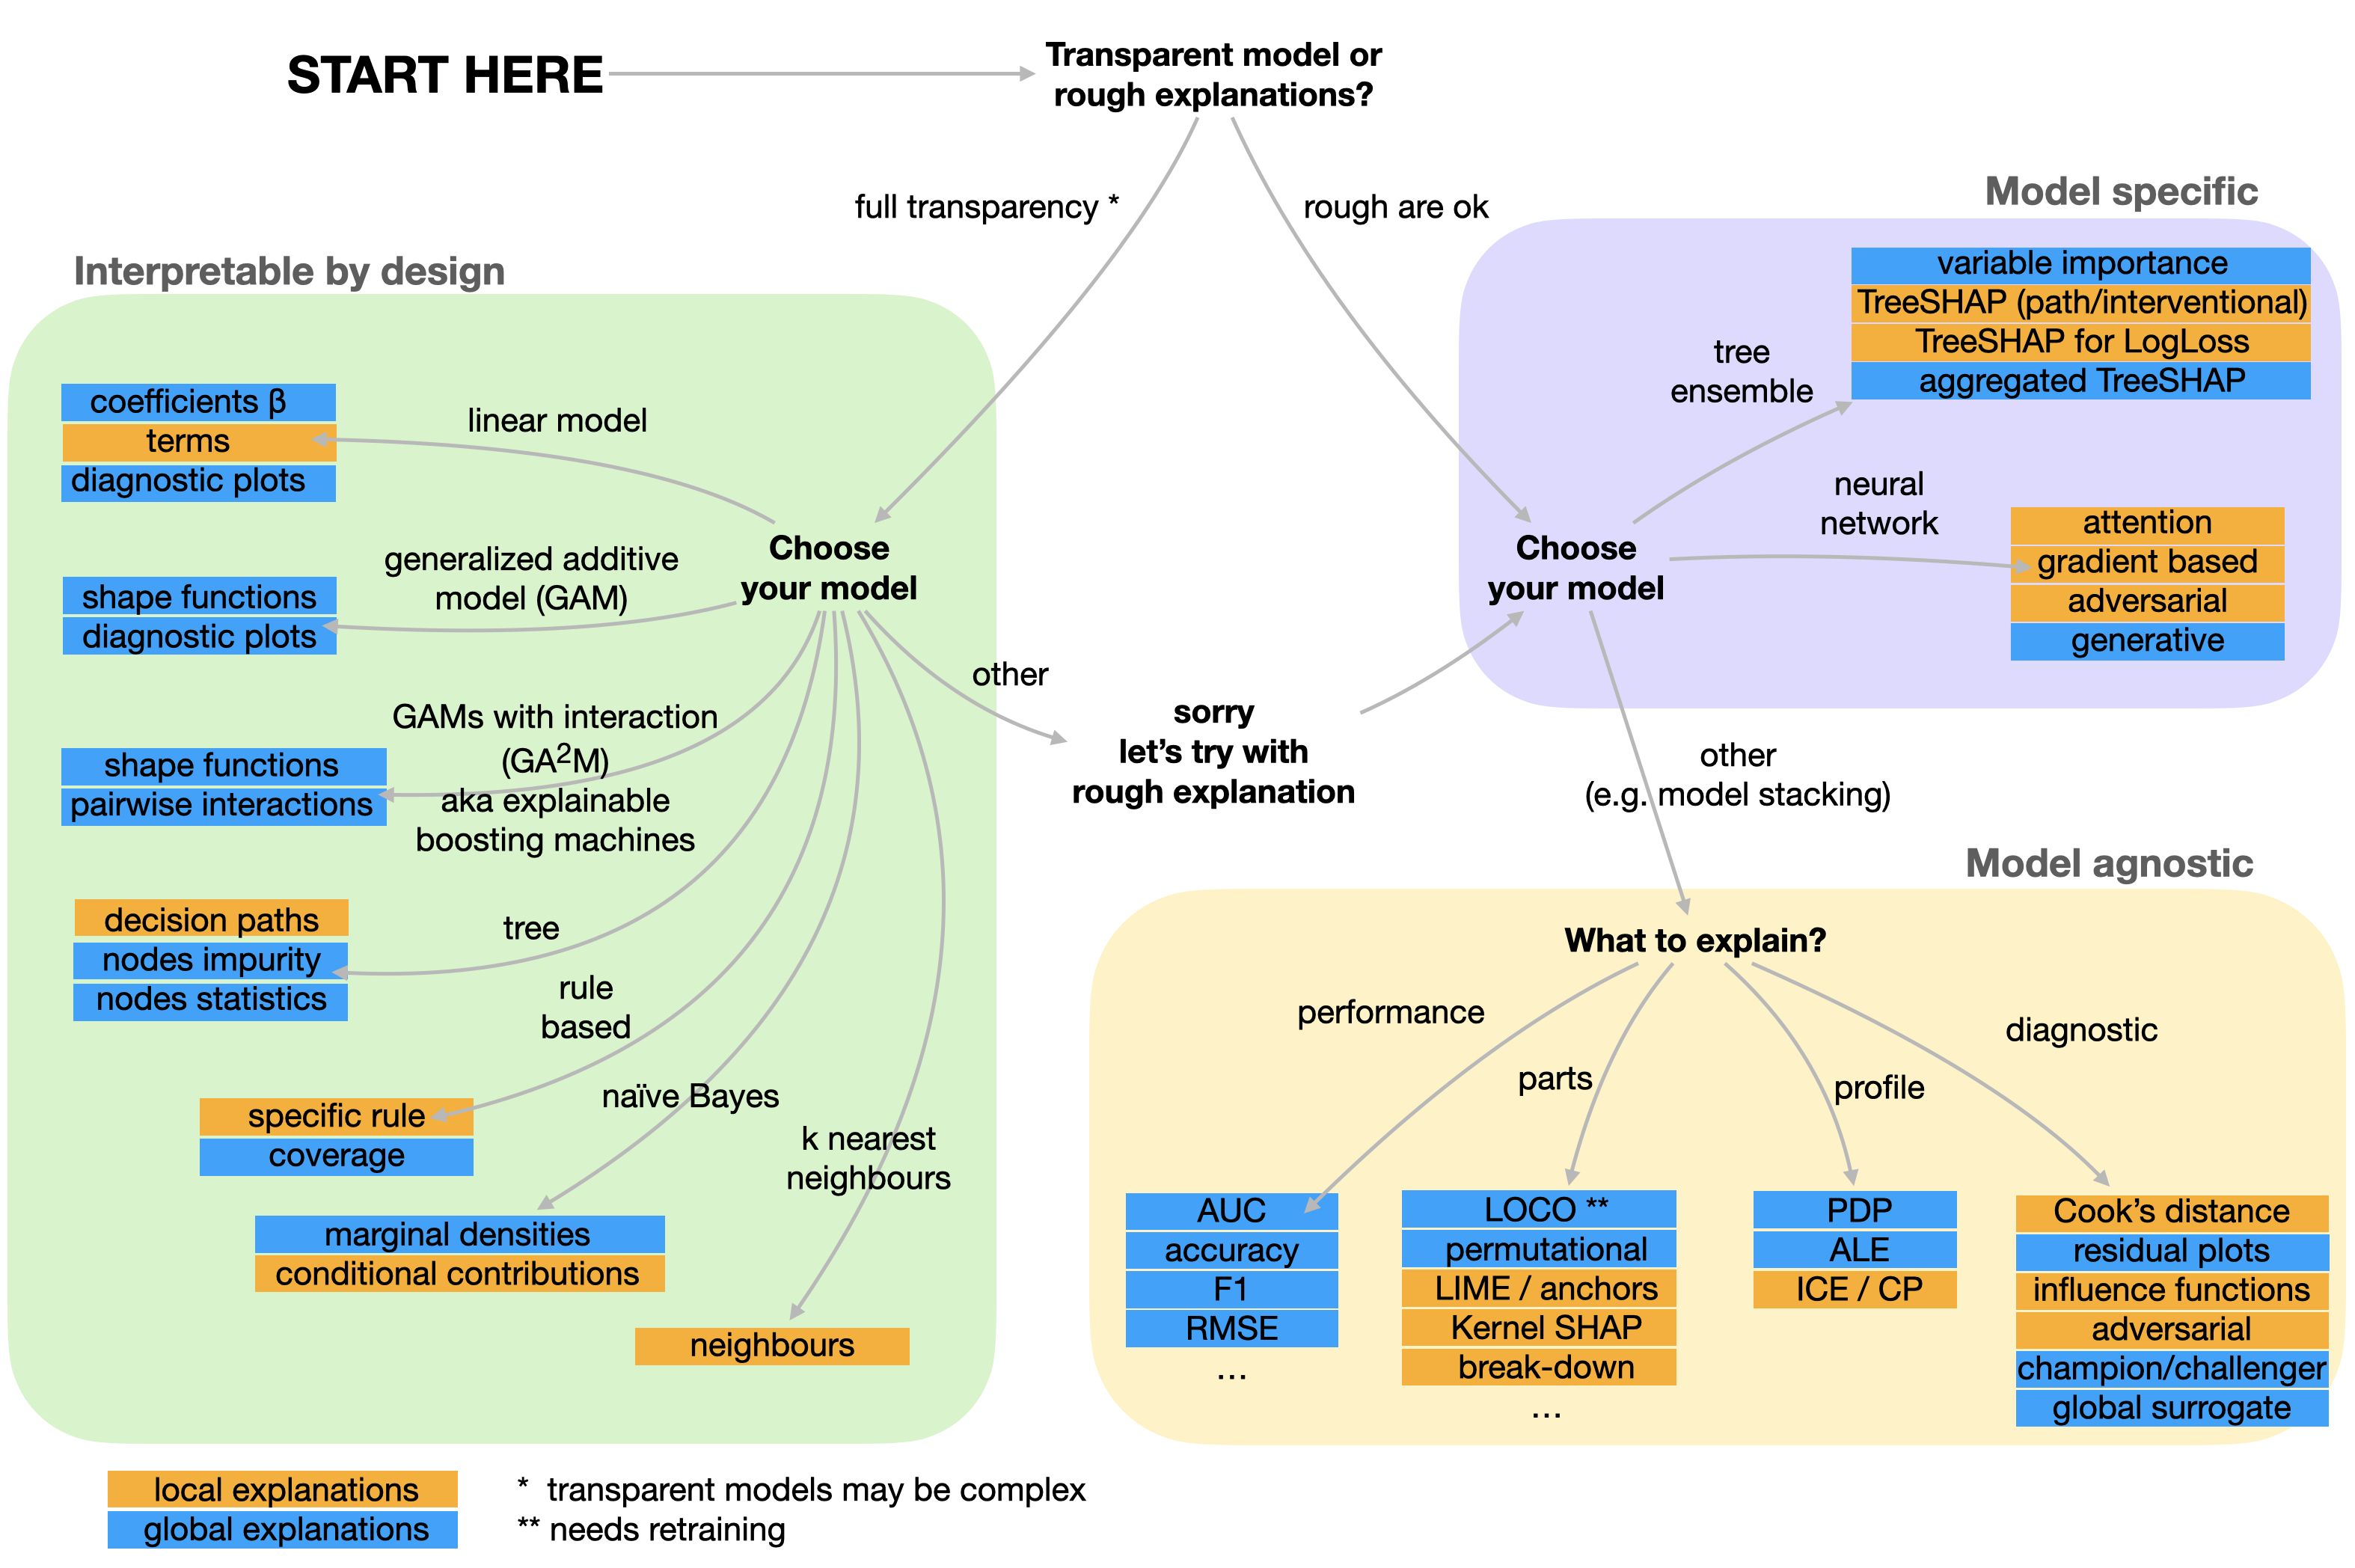 START HERE
Transparent model or
rough explanations?
full transparency *
rough are ok
Interpretable by design
coefficients β
terms
diagnostic plots
linear model
generalized additive
model (GAM)
shape functions
diagnostic plots
Choose
your model
GAMs with interaction
(GA²M)
aka explainable
boosting machines
shape functions
pairwise interactions
tree
decision paths
nodes impurity
nodes statistics
rule
based
specific rule
coverage
naïve Bayes
marginal densities
conditional contributions
k nearest
neighbours
neighbours
other
sorry
let's try with
rough explanation
Model specific
Choose
your model
tree
ensemble
variable importance
TreeSHAP (path/interventional)
TreeSHAP for LogLoss
aggregated TreeSHAP
neural
network
attention
gradient based
adversarial
generative
other
(e.g. model stacking)
Model agnostic
What to explain?
performance
parts
profile
diagnostic
AUC
accuracy
F1
RMSE
...
LOCO **
permutational
LIME / anchors
Kernel SHAP
break-down
...
PDP
ALE
ICE / CP
Cook's distance
residual plots
influence functions
adversarial
champion/challenger
global surrogate
local explanations
global explanations
* transparent models may be complex
** needs retraining